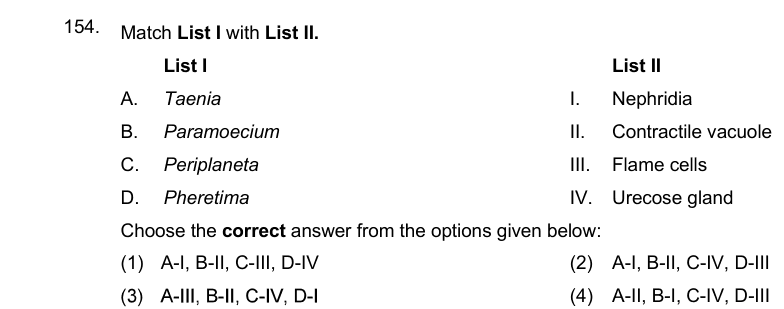 154. Match List I with List II.
List I List II
A. Taenia I. Nephridia
B. Paramoecium II. Contractile vacuole
C. Periplaneta III. Flame cells
D. Pheretima IV. Urecose gland
Choose the correct answer from the options given below:
(1) A-I, B-II, C-III, D-IV (2) A-I, B-II, C-IV, D-III
(3) A-III, B-II, C-IV, D-I (4) A-II, B-I, C-IV, D-III